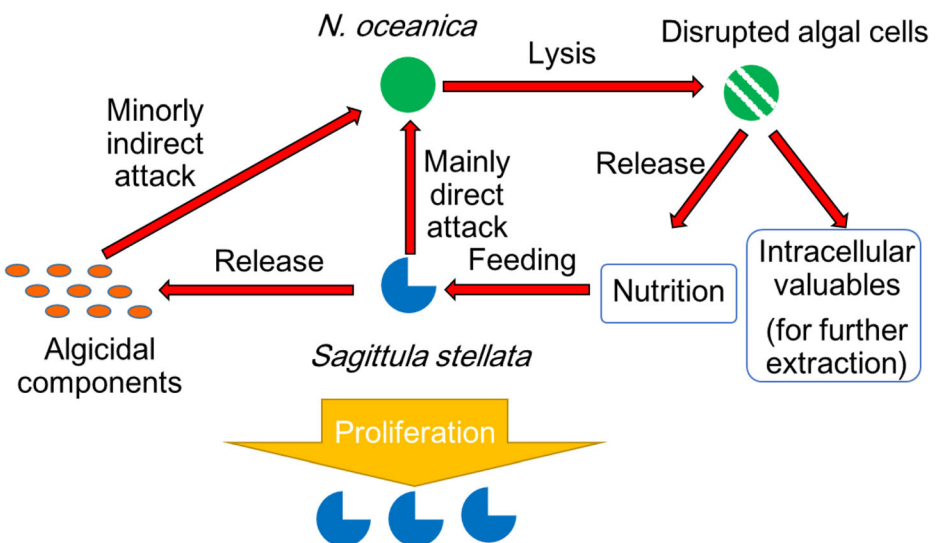 N. oceanica
Disrupted algal cells
Lysis
Minorly
indirect
attack
Mainly
direct
attack
Release
Release
Feeding
Nutrition
Intracellular
valuables
(for further
extraction)
Algicidal
components
Sagittula stellata
Proliferation